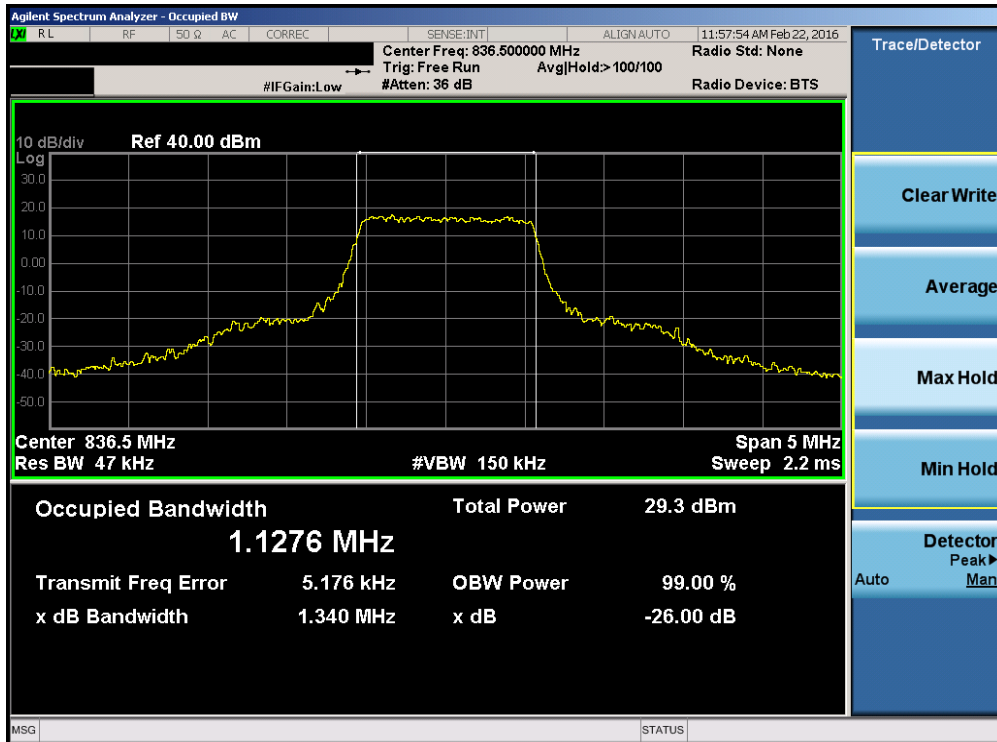 Agilent Spectrum Analyzer - Occupied BW
LXI RL RF 50 Ω AC CORREC SENSE:INT ALIGN AUTO 11:57:54 AM Feb 22, 2016
Center Freq: 836.500000 MHz Radio Std: None
Trig: Free Run Avg|Hold:>100/100
#IFGain:Low #Atten: 36 dB Radio Device: BTS
Trace/Detector
10 dB/div Ref 40.00 dBm
Log
30.0
20.0
10.0
0.00
-10.0
-20.0
-30.0
-40.0
-50.0
Center 836.5 MHz Span 5 MHz
Res BW 47 kHz #VBW 150 kHz Sweep 2.2 ms
Occupied Bandwidth Total Power 29.3 dBm
1.1276 MHz
Transmit Freq Error 5.176 kHz OBW Power 99.00 %
x dB Bandwidth 1.340 MHz x dB -26.00 dB
Clear Write
Average
Max Hold
Min Hold
Detector
Peak▶
Auto Man
MSG STATUS